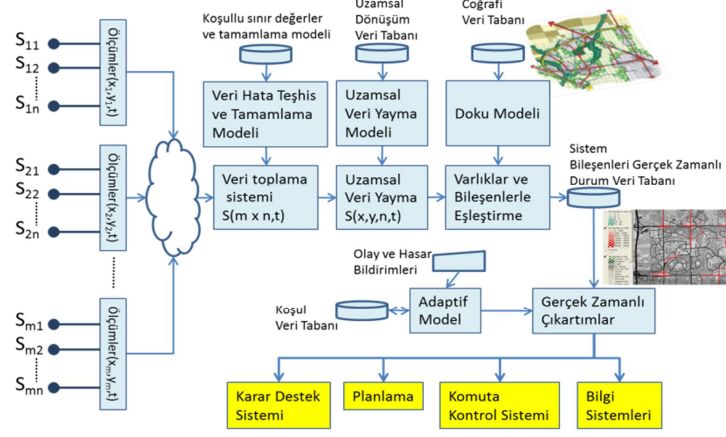 Koşullu sınır değerler
ve tamamlama modeli
Uzamsal
Dönüşüm
Veri Tabanı
Coğrafi
Veri Tabanı
S11
S12
S1n
Ölçümler(x1,y1,t)
Veri Hata Teşhis
ve Tamamlama
Modeli
Uzamsal
Veri Yayma
Modeli
Doku Modeli
S21
S22
S2n
Ölçümler(x2,y2,t)
Veri toplama
sistemi
S(m x n,t)
Uzamsal
Veri Yayma
S(x,y,n,t)
Varlıklar ve
Bileşenlerle
Eşleştirme
Sistem
Bileşenleri Gerçek Zamanlı
Durum Veri Tabanı
Olay ve Hasar
Bildirimleri
Sm1
Sm2
Smn
Ölçümler(xm,ym,t)
Koşul
Veri Tabanı
Adaptif
Model
Gerçek Zamanlı
Çıkartımlar
Karar Destek
Sistemi
Planlama
Komuta
Kontrol Sistemi
Bilgi
Sistemleri